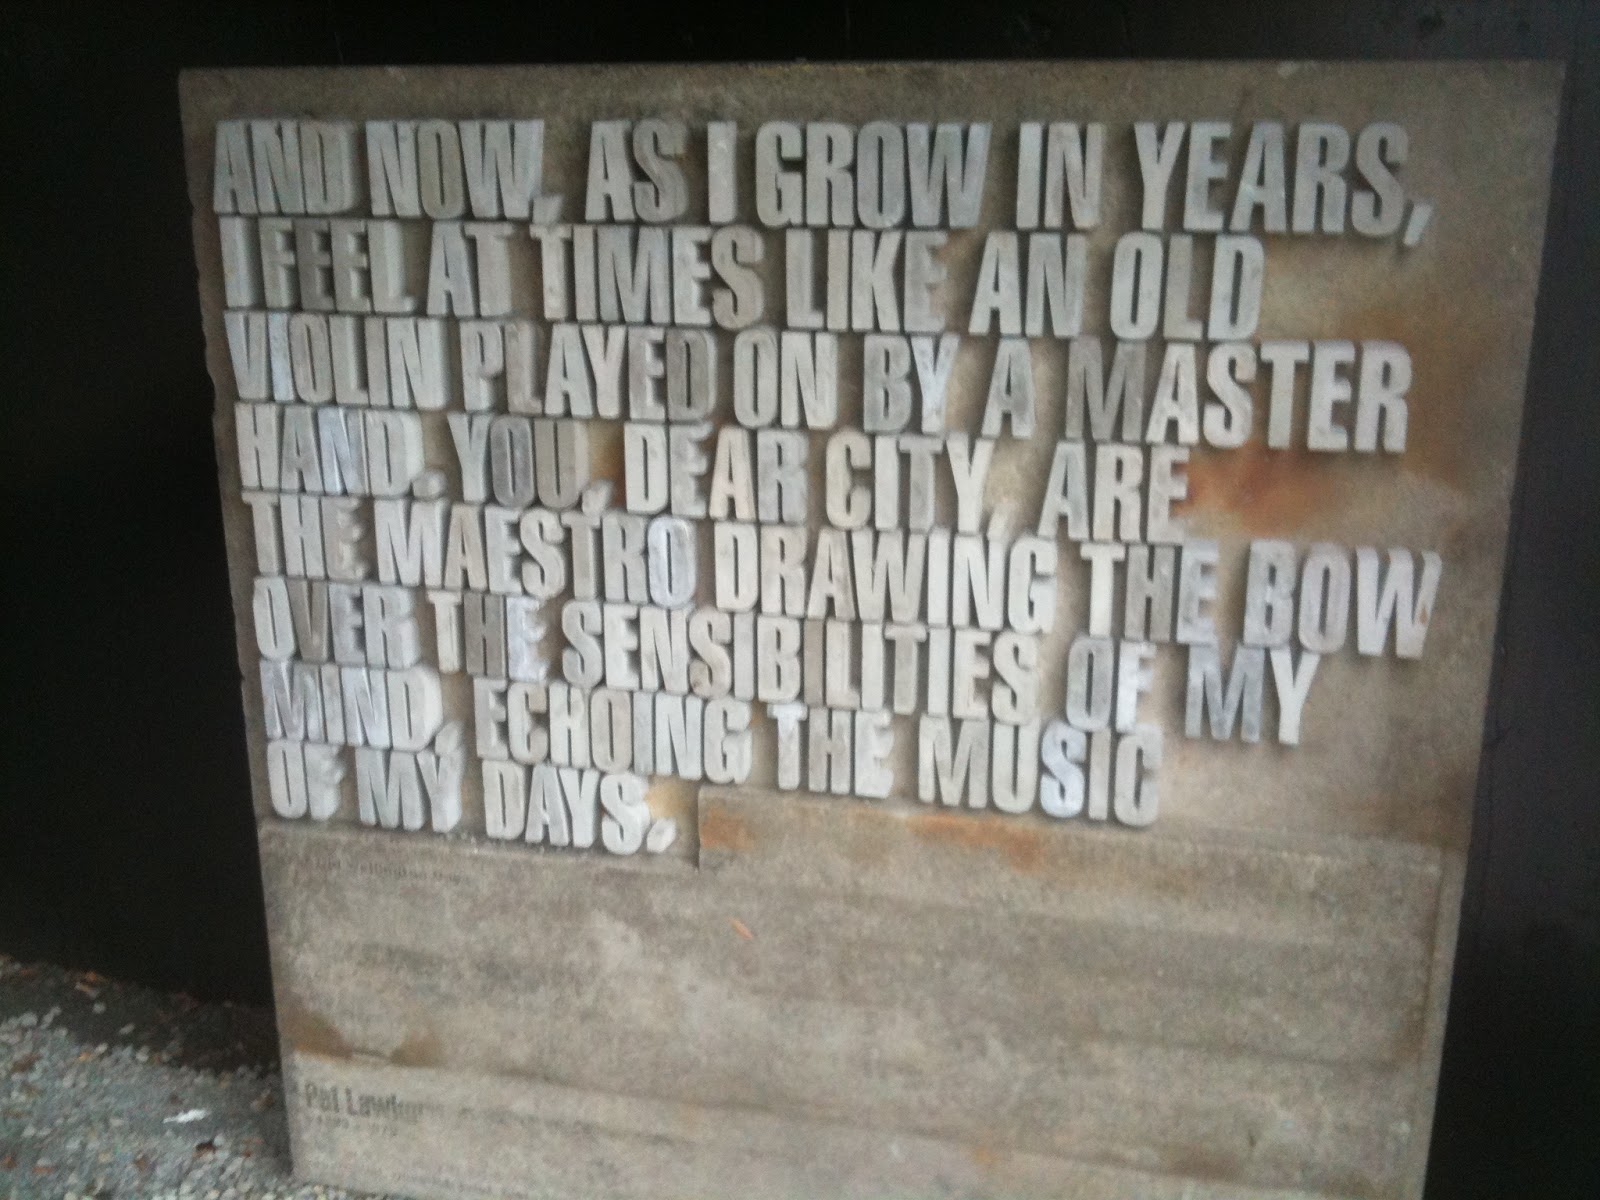 AND NOW, AS I GROW IN YEARS,
I FEEL AT TIMES LIKE AN OLD
VIOLIN PLAYED ON BY A MASTER
HAND. YOU, DEAR CITY, ARE
THE MAESTRO DRAWING THE BOW
OVER THE SENSIBILITIES OF MY
MIND, ECHOING THE MUSIC
OF MY DAYS.
Wellington
Pat